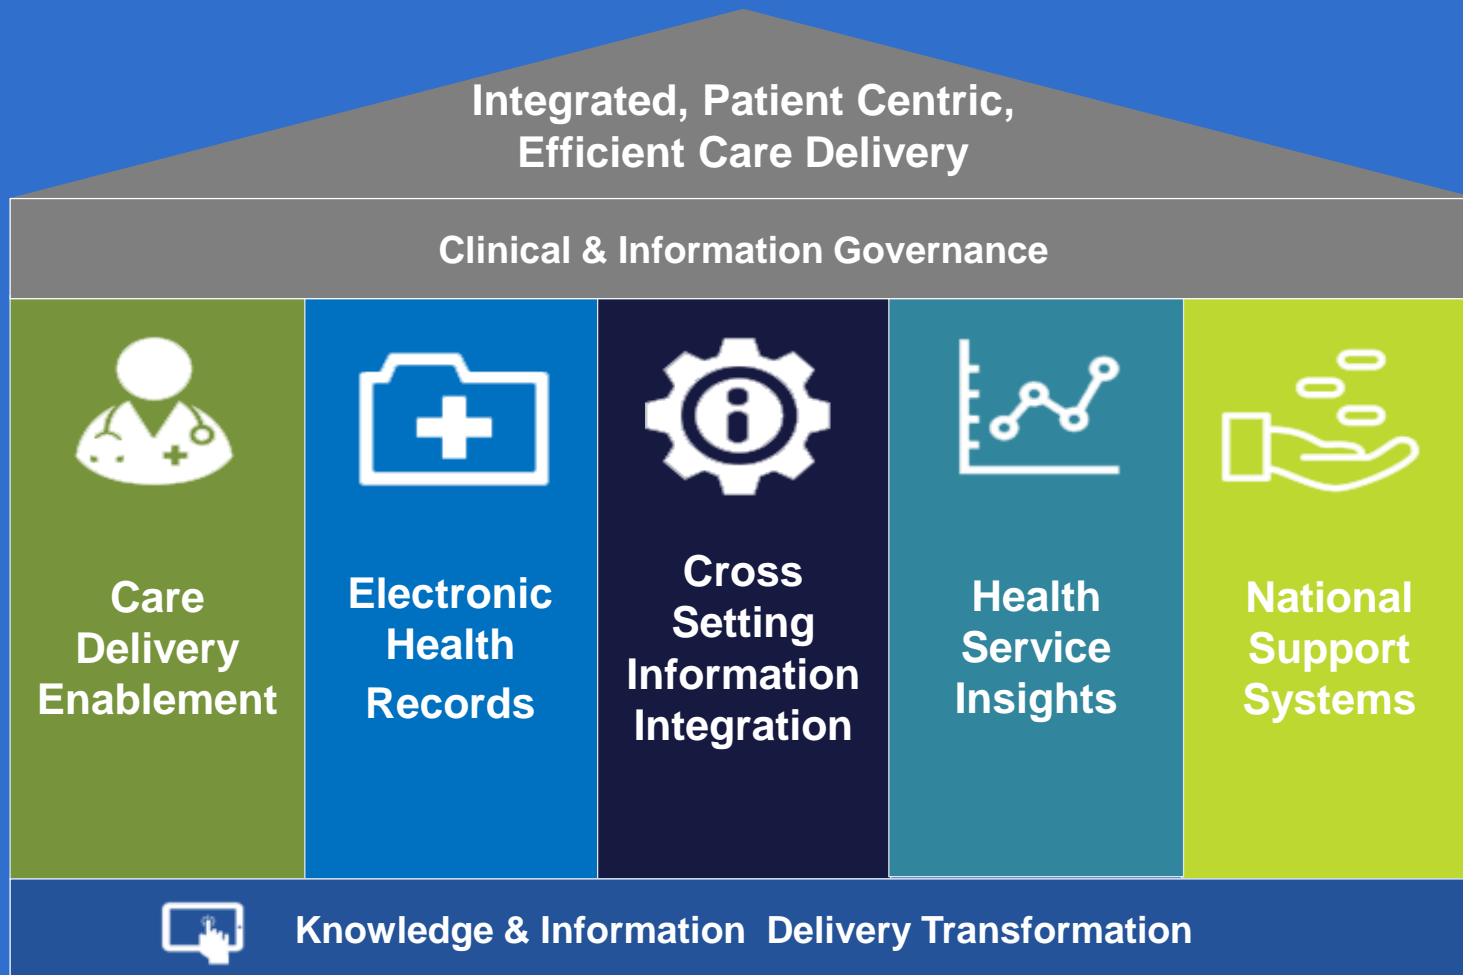 Integrated, Patient Centric,
Efficient Care Delivery
Clinical & Information Governance
Care
Delivery
Enablement
Electronic
Health
Records
Cross
Setting
Information
Integration
Health
Service
Insights
National
Support
Systems
Knowledge & Information  Delivery Transformation